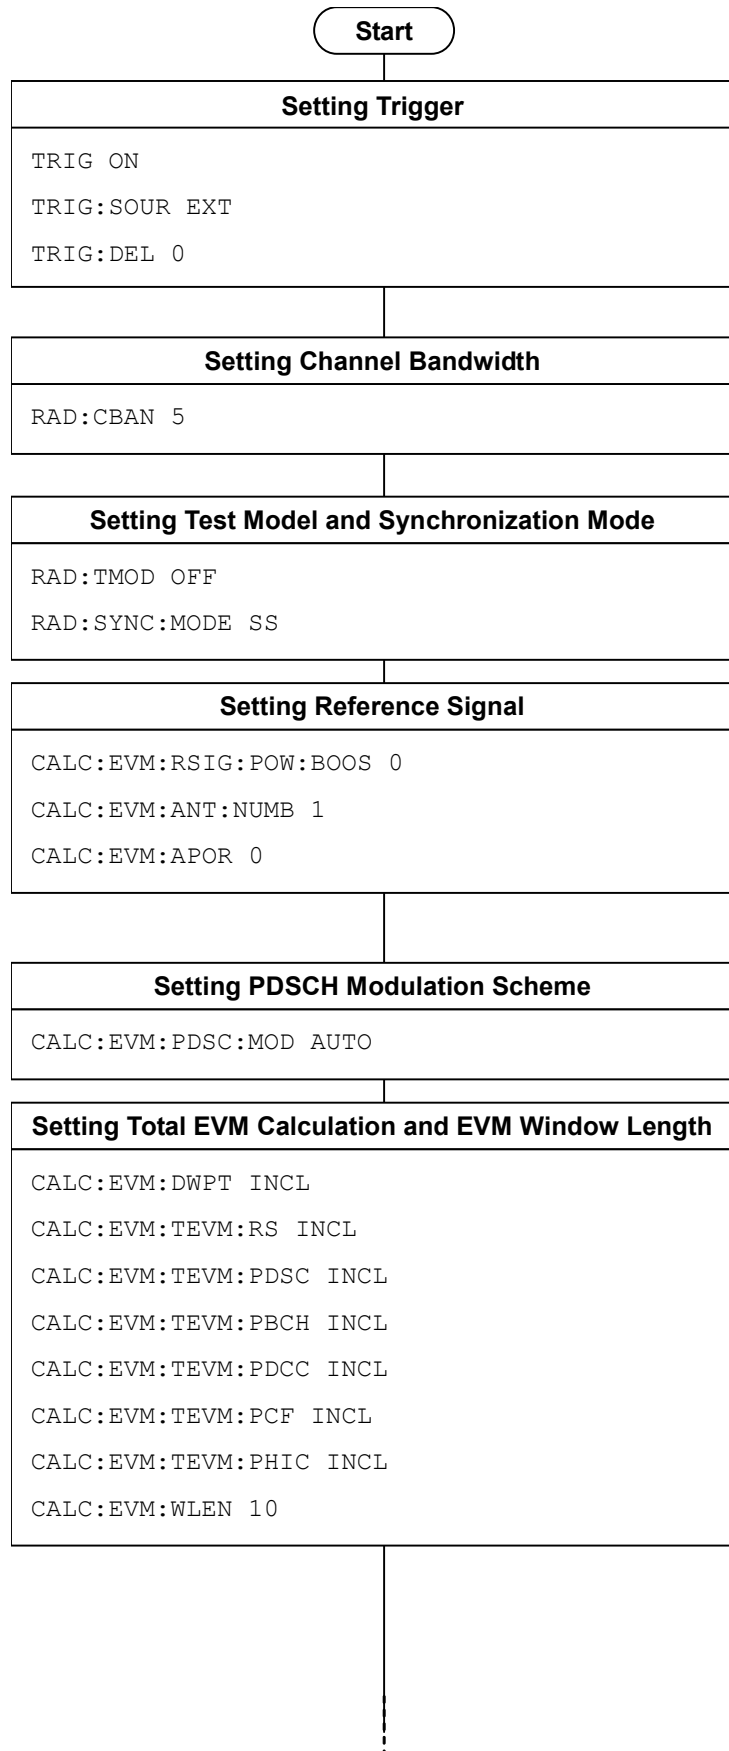 Start
Setting Trigger
TRIG ON
TRIG:SOUR EXT
TRIG:DEL 0
Setting Channel Bandwidth
RAD:CBAN 5
Setting Test Model and Synchronization Mode
RAD:TMOD OFF
RAD:SYNC:MODE SS
Setting Reference Signal
CALC:EVM:RSIG:POW:BOOS 0
CALC:EVM:ANT:NUMB 1
CALC:EVM:APOR 0
Setting PDSCH Modulation Scheme
CALC:EVM:PDSC:MOD AUTO
Setting Total EVM Calculation and EVM Window Length
CALC:EVM:DWPT INCL
CALC:EVM:TEVM:RS INCL
CALC:EVM:TEVM:PDSC INCL
CALC:EVM:TEVM:PBCH INCL
CALC:EVM:TEVM:PDCC INCL
CALC:EVM:TEVM:PCF INCL
CALC:EVM:TEVM:PHIC INCL
CALC:EVM:WLEN 10